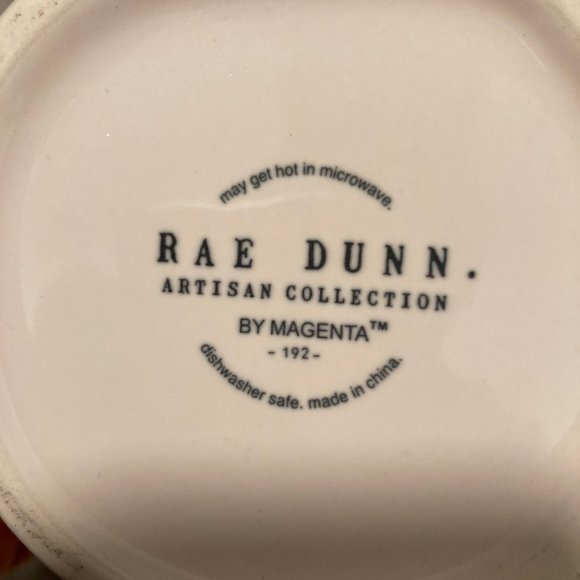 may get hot in microwave.
RAE DUNN.
ARTISAN COLLECTION
BY MAGENTA™
- 192 -
dishwasher safe. made in china.